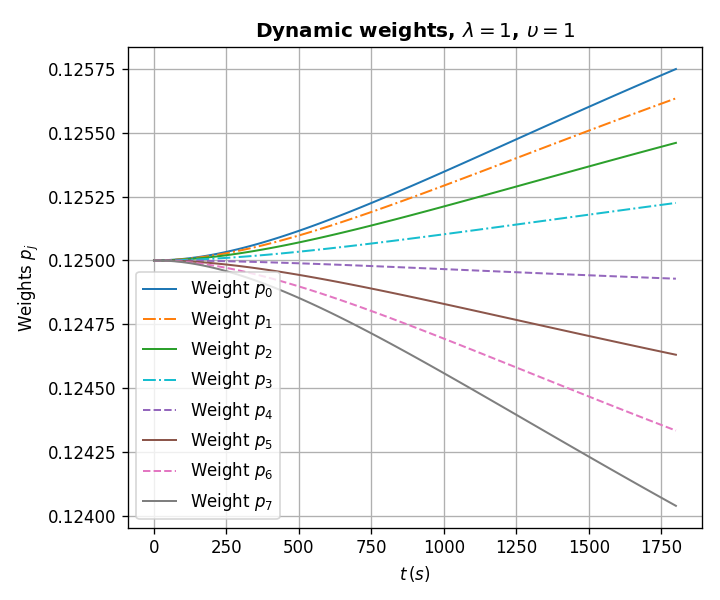 Dynamic weights, λ = 1, υ = 1
0.12575
0.12550
0.12525
0.12500
0.12475
0.12450
0.12425
0.12400
Weights p_j
Weight p_0
Weight p_1
Weight p_2
Weight p_3
Weight p_4
Weight p_5
Weight p_6
Weight p_7
0 250 500 750 1000 1250 1500 1750
t (s)